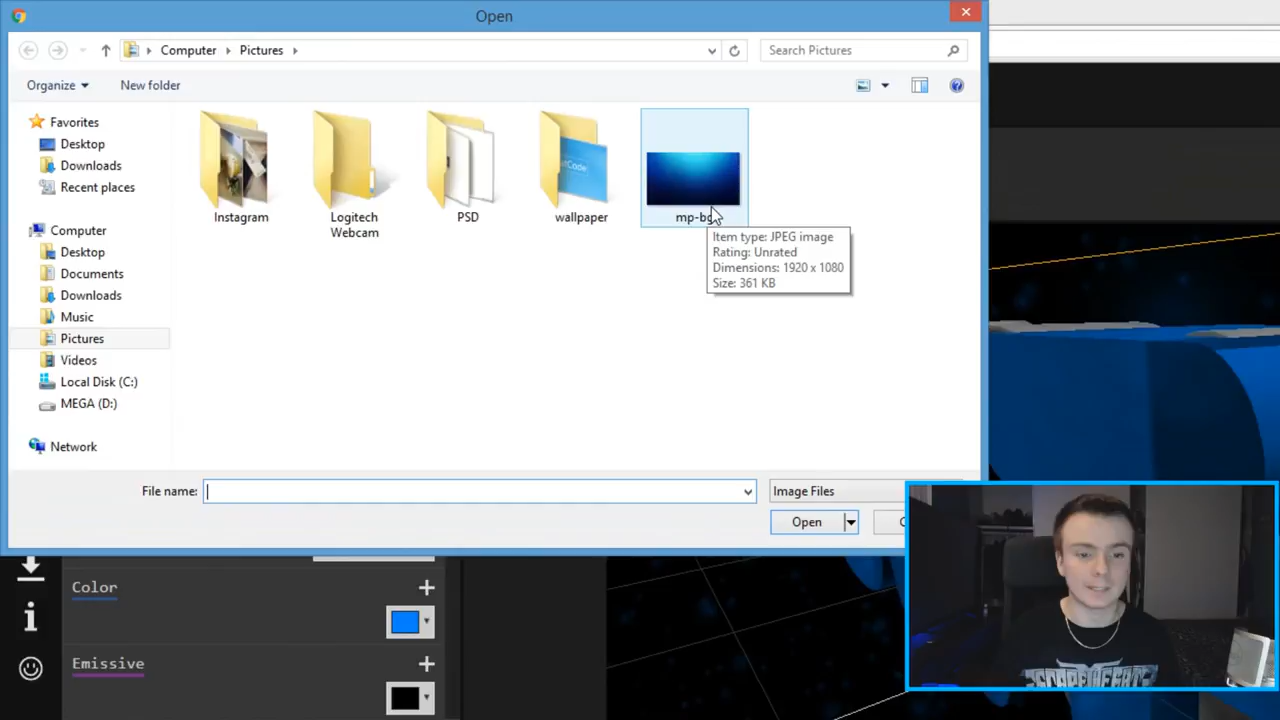 Open
Computer
Pictures
Search Pictures
Organize
New folder
Favorites
Desktop
Downloads
Recent places
Computer
Desktop
Documents
Downloads
Music
Pictures
Videos
Local Disk (C:)
MEGA (D:)
Network
Instagram
Logitech
Webcam
PSD
wallpaper
mp-bg
Item type: JPEG image
Rating: Unrated
Dimensions: 1920 x 1080
Size: 361 KB
File name:
Image Files
Open
Color
Emissive